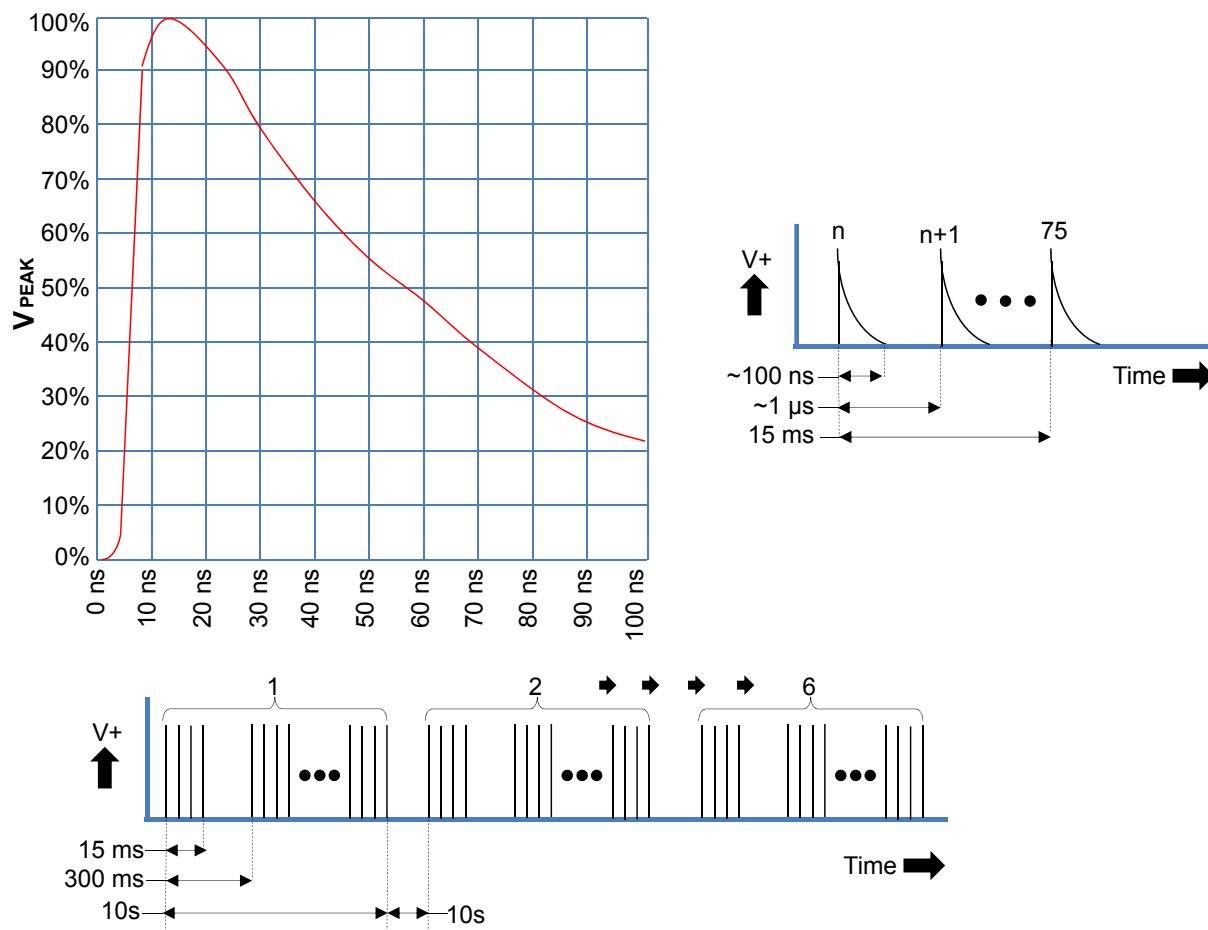 100%
90%
80%
70%
60%
50%
40%
30%
20%
10%
0%
V PEAK
0 ns
10 ns
20 ns
30 ns
40 ns
50 ns
60 ns
70 ns
80 ns
90 ns
100 ns
n
n+1
75
V+
~100 ns
~1 µs
15 ms
Time
1
2
6
V+
15 ms
300 ms
10s
10s
Time